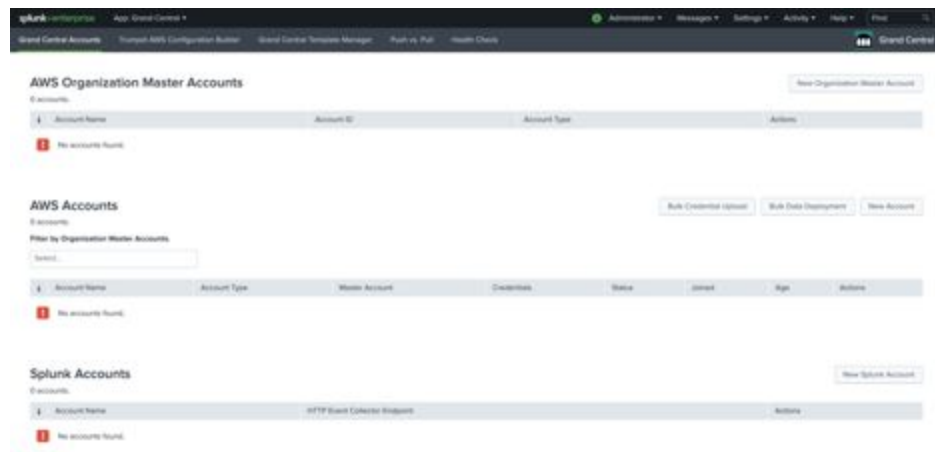 splunk>enterprise App: Grand Central Administrator Messages Settings Activity Help Find
Grand Central Accounts Trumpet AWS Configuration Builder Grand Central Template Manager Push vs. Pull Health Check Grand Central
AWS Organization Master Accounts New Organization Master Account
0 accounts.
i Account Name Account ID Account Type Actions
No accounts found.
AWS Accounts Bulk Credential Upload Bulk Data Deployment New Account
0 accounts.
Filter by Organization Master Accounts
Select...
i Account Name Account Type Master Account Credentials Status Joined Age Actions
No accounts found.
Splunk Accounts New Splunk Account
0 accounts.
i Account Name HTTP Event Collector Endpoint Actions
No accounts found.